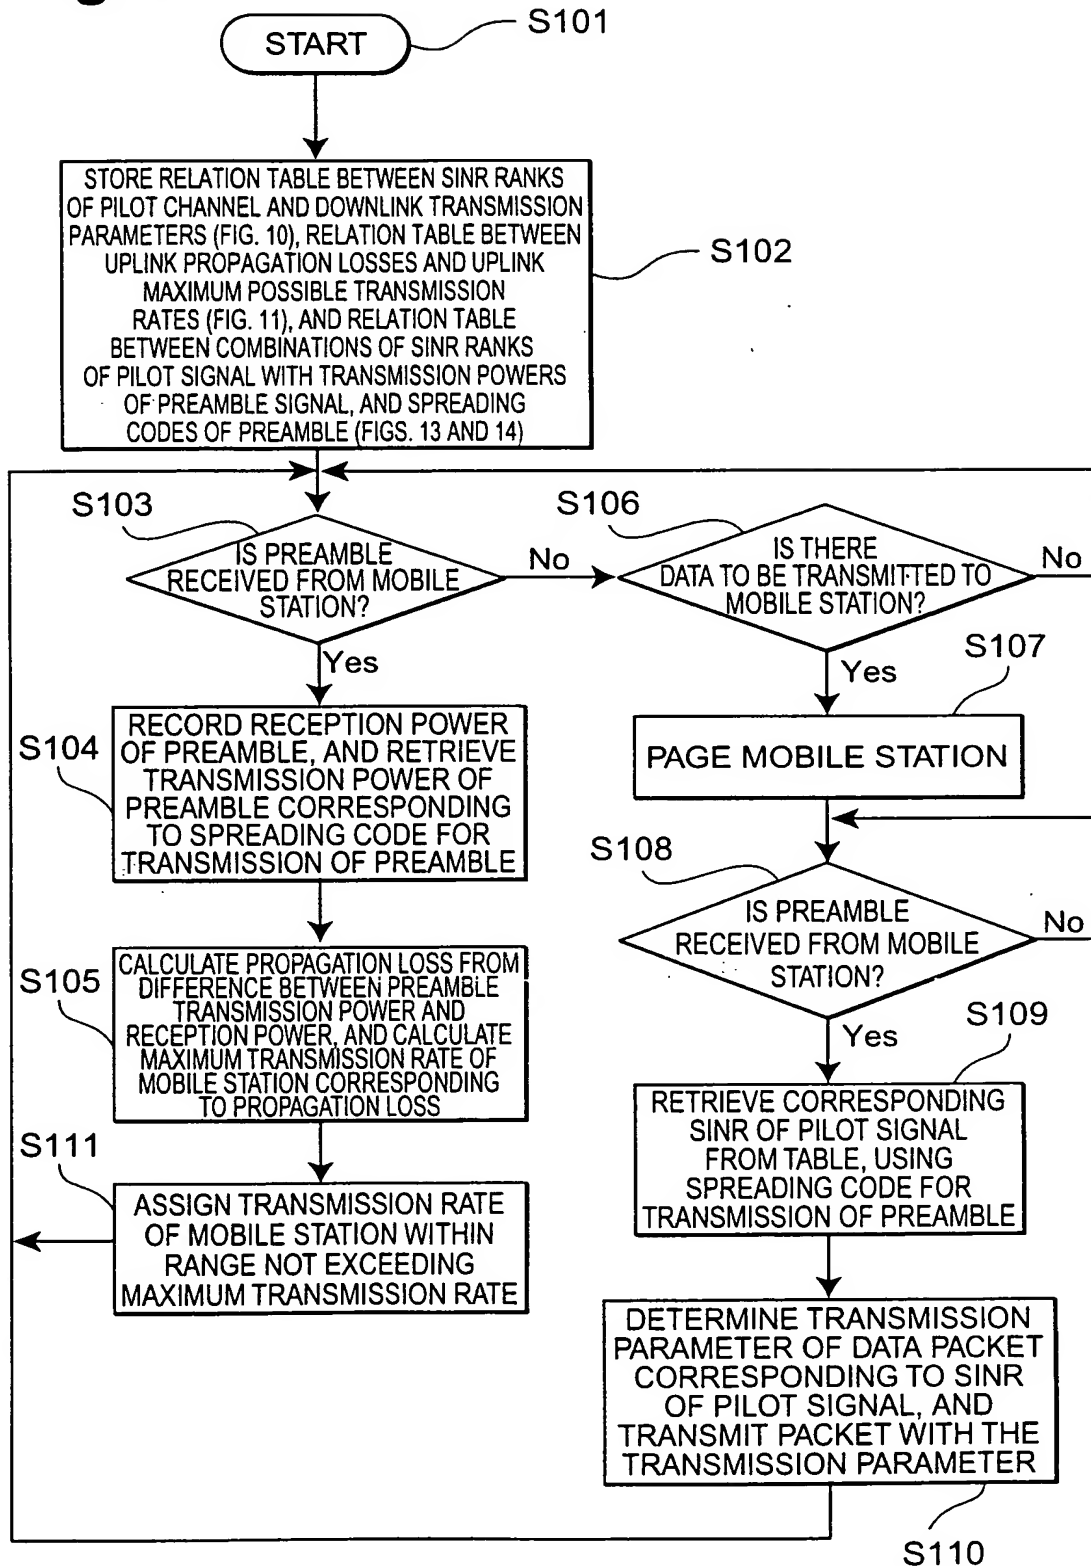 S101
START
STORE RELATION TABLE BETWEEN SINR RANKS
OF PILOT CHANNEL AND DOWNLINK TRANSMISSION
PARAMETERS (FIG. 10), RELATION TABLE BETWEEN
UPLINK PROPAGATION LOSSES AND UPLINK
MAXIMUM POSSIBLE TRANSMISSION
RATES (FIG. 11), AND RELATION TABLE
BETWEEN COMBINATIONS OF SINR RANKS
OF PILOT SIGNAL WITH TRANSMISSION POWERS
OF PREAMBLE SIGNAL, AND SPREADING
CODES OF PREAMBLE (FIGS. 13 AND 14)
S102
S103
IS PREAMBLE
RECEIVED FROM MOBILE
STATION?
No
Yes
S106
IS THERE
DATA TO BE TRANSMITTED TO
MOBILE STATION?
No
Yes
S107
PAGE MOBILE STATION
S104
RECORD RECEPTION POWER
OF PREAMBLE, AND RETRIEVE
TRANSMISSION POWER OF
PREAMBLE CORRESPONDING
TO SPREADING CODE FOR
TRANSMISSION OF PREAMBLE
S108
IS PREAMBLE
RECEIVED FROM MOBILE
STATION?
No
Yes
S105
CALCULATE PROPAGATION LOSS FROM
DIFFERENCE BETWEEN PREAMBLE
TRANSMISSION POWER AND
RECEPTION POWER, AND CALCULATE
MAXIMUM TRANSMISSION RATE OF
MOBILE STATION CORRESPONDING
TO PROPAGATION LOSS
S109
RETRIEVE CORRESPONDING
SINR OF PILOT SIGNAL
FROM TABLE, USING
SPREADING CODE FOR
TRANSMISSION OF PREAMBLE
S111
ASSIGN TRANSMISSION RATE
OF MOBILE STATION WITHIN
RANGE NOT EXCEEDING
MAXIMUM TRANSMISSION RATE
DETERMINE TRANSMISSION
PARAMETER OF DATA PACKET
CORRESPONDING TO SINR
OF PILOT SIGNAL, AND
TRANSMIT PACKET WITH THE
TRANSMISSION PARAMETER
S110